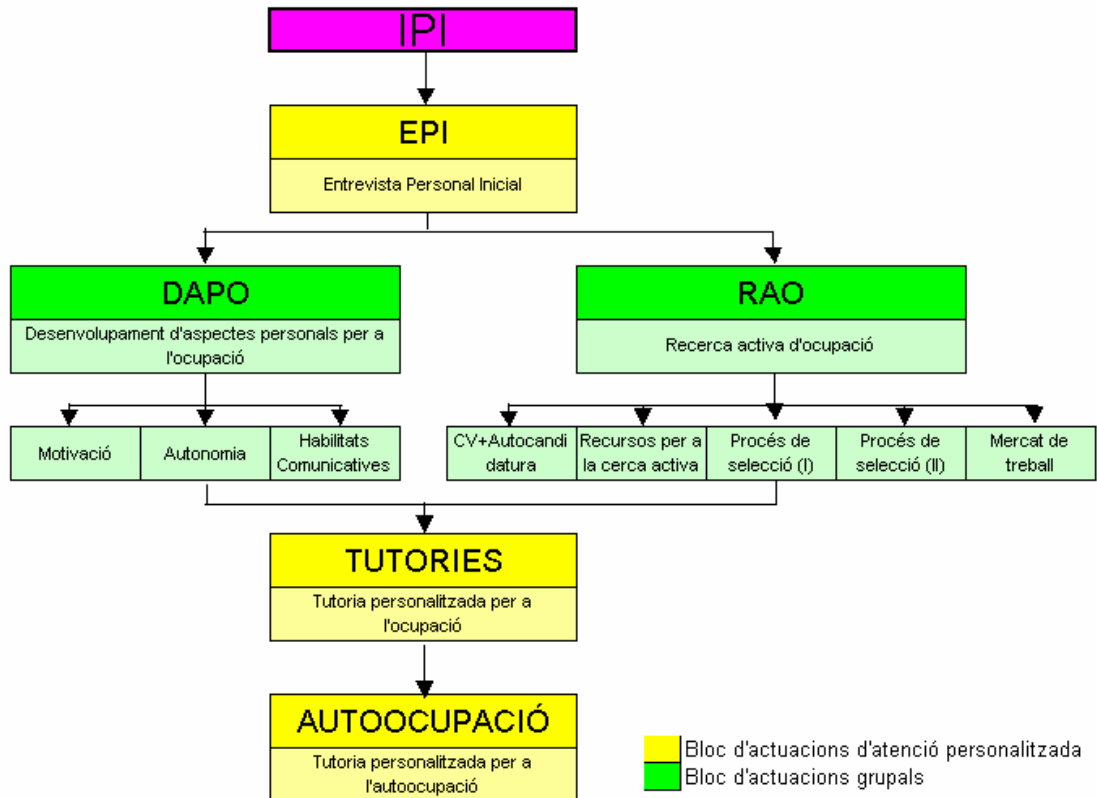 IPI
EPI
Entrevista Personal Inicial
DAPO
Desenvolupament d'aspectes personals per a
l'ocupació
RAO
Recerca activa d'ocupació
Motivació
Autonomia
Habilitats
Comunicatives
CV+Autocandi
datura
Recursos per a
la cerca activa
Procés de
selecció (I)
Procés de
selecció (II)
Mercat de
treball
TUTORIES
Tutoria personalitzada per a
l'ocupació
AUTOOCUPACIÓ
Tutoria personalitzada per a
l'autoocupació
Bloc d'actuacions d'atenció personalitzada
Bloc d'actuacions grupals